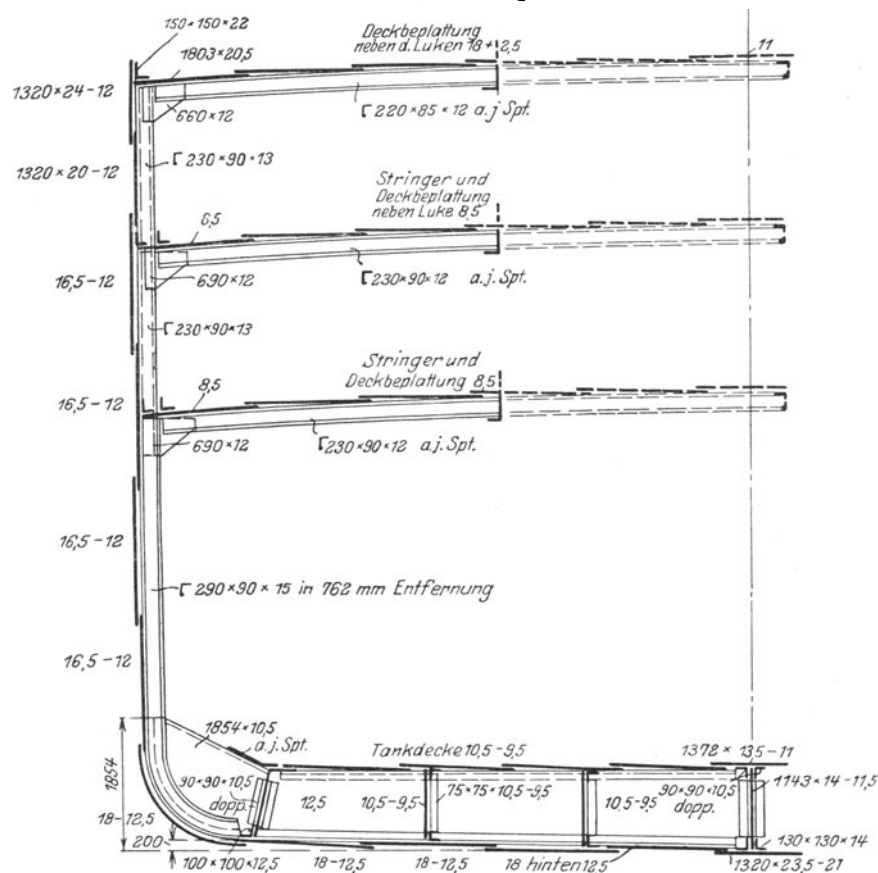 150×150×22
1803×20,5
Deckbeplattung
neben d. Luken 18+2,5
11
1320×24-12
660×12
Γ220×85×12 a.j Spt.
Γ230×90×13
1320×20-12
Stringer und
Deckbeplattung
neben Luke 8,5
8,5
16,5-12
690×12
Γ230×90×12 a.j. Spt.
Γ230×90×13
Stringer und
Deckbeplattung 8,5
8,5
16,5-12
690×12
Γ230×90×12 a.j. Spt.
16,5-12
Γ290×90×15 in 762 mm Entfernung
16,5-12
1854×10,5
a.j. Spt.
Tankdecke 10,5-9,5
1372×13,5-11
1854
90×90×10,5
dopp.
12,5
10,5-9,5
75×75×10,5-9,5
10,5-9,5
90×90×10,5
dopp.
1143×14-11,5
18-12,5
200
130×130×14
100×100×12,5
18-12,5
18-12,5
18 hinten 12,5
1320×23,5-21